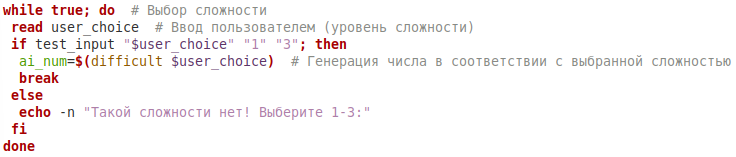 while true; do  # Выбор сложности
 read user_choice  # Ввод пользователем (уровень сложности)
 if test_input "$user_choice" "1" "3"; then
  ai_num=$(difficult $user_choice)  # Генерация числа в соответствии с выбранной сложностью
  break
 else
  echo -n "Такой сложности нет! Выберите 1-3:"
 fi
done